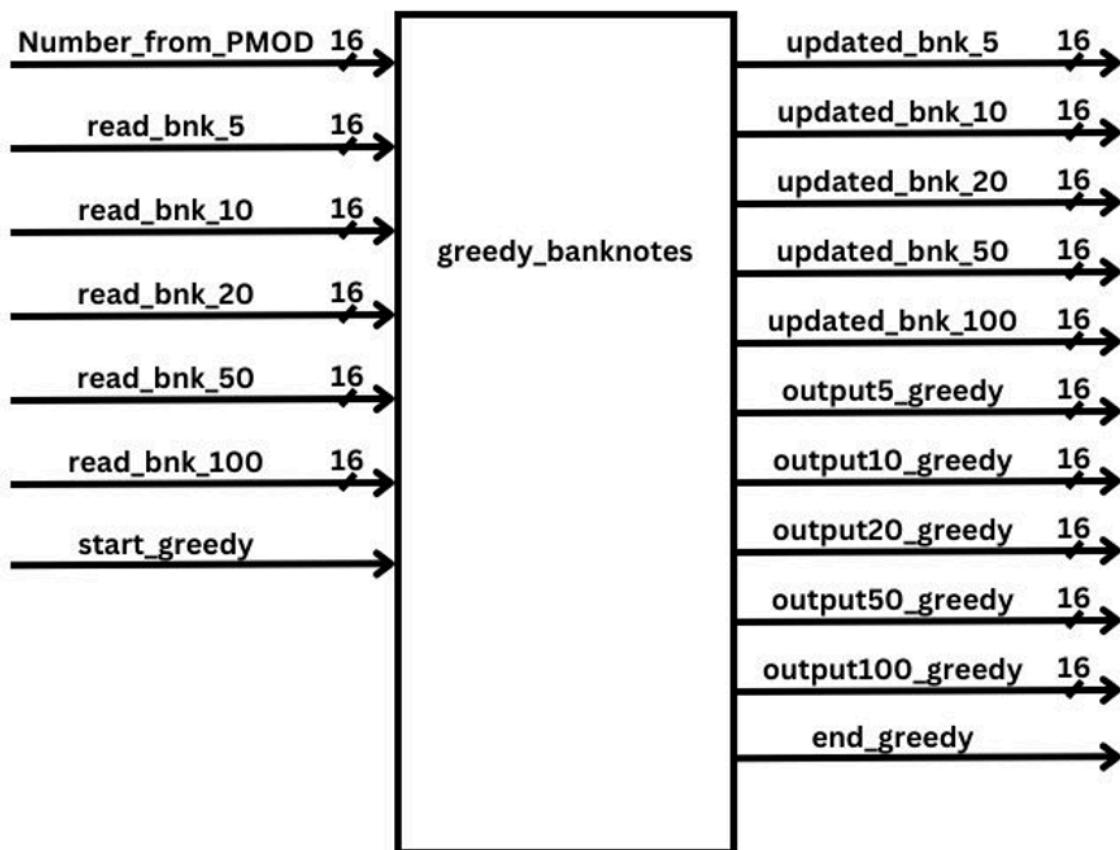 Number_from_PMOD 16
read_bnk_5 16
read_bnk_10 16
read_bnk_20 16
read_bnk_50 16
read_bnk_100 16
start_greedy
greedy_banknotes
updated_bnk_5 16
updated_bnk_10 16
updated_bnk_20 16
updated_bnk_50 16
updated_bnk_100 16
output5_greedy 16
output10_greedy 16
output20_greedy 16
output50_greedy 16
output100_greedy 16
end_greedy